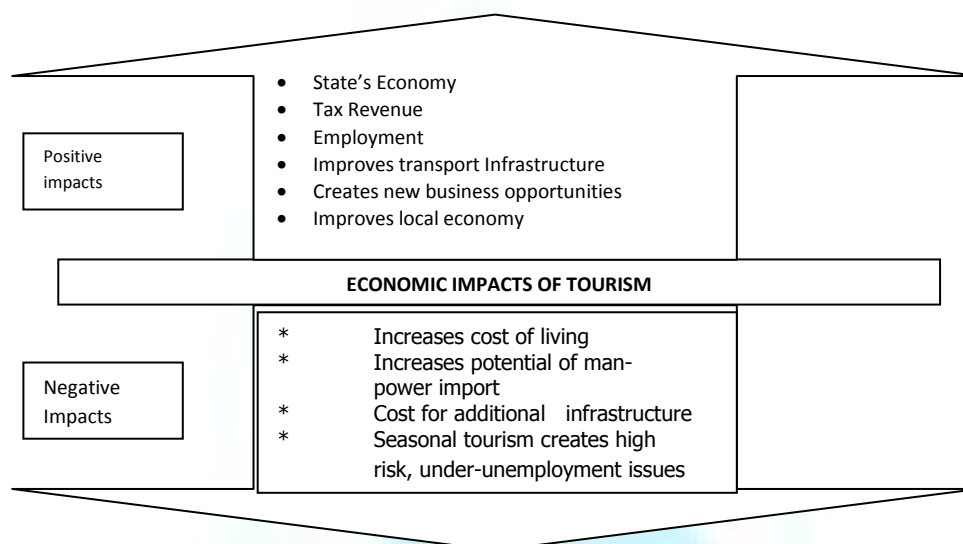 • State’s Economy
• Tax Revenue
• Employment
• Improves transport Infrastructure
• Creates new business opportunities
• Improves local economy
Positive
impacts
ECONOMIC IMPACTS OF TOURISM
* Increases cost of living
* Increases potential of man-
power import
* Cost for additional infrastructure
* Seasonal tourism creates high
risk, under-unemployment issues
Negative
Impacts